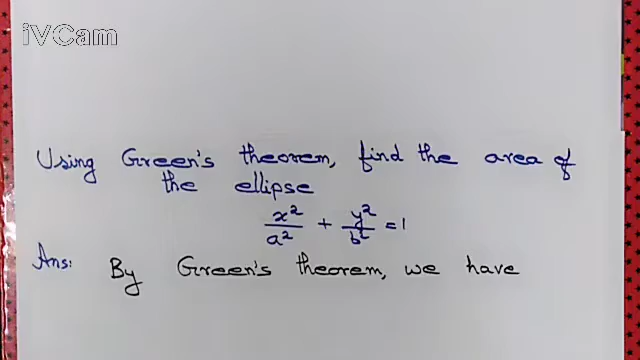 iVCam
Using Green's theorem, find the area of
the ellipse
x²/a² + y²/b² = 1
Ans: By Green's theorem, we have